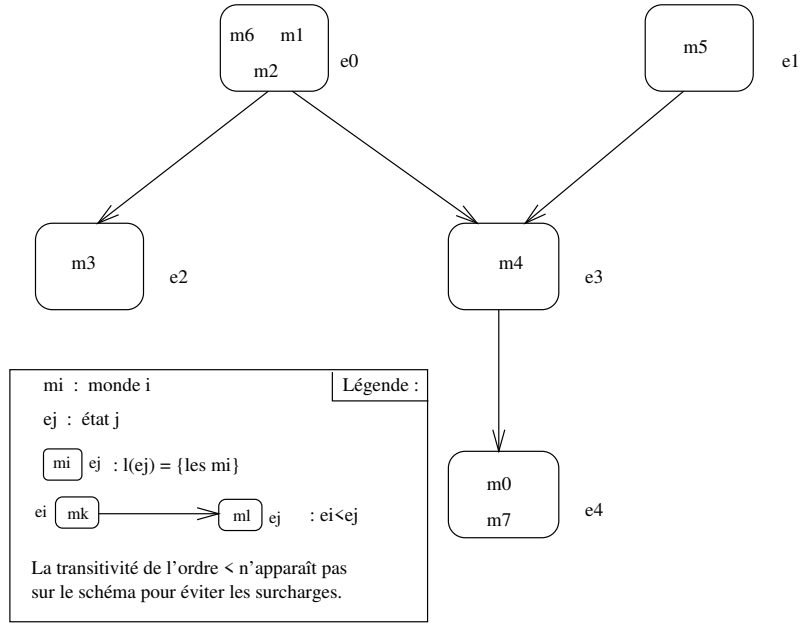 m6 m1
m2
e0
m5
e1
m3
e2
m4
e3
m0
m7
e4
Légende :
mi : monde i
ej : état j
mi ej : l(ej) = {les mi}
ei mk ml ej : ei<ej
La transitivité de l'ordre < n'apparaît pas
sur le schéma pour éviter les surcharges.